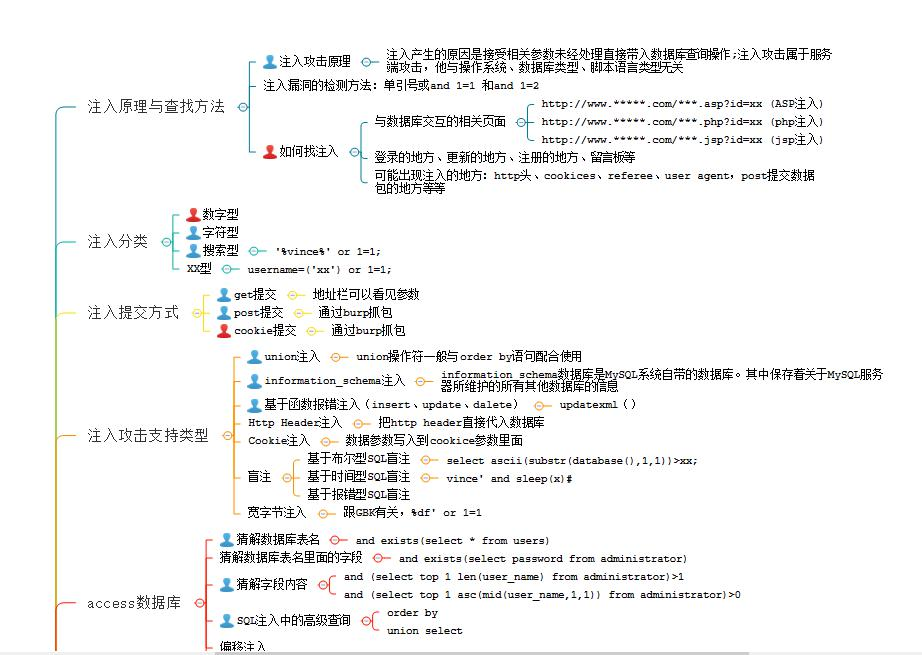 注入原理与查找方法
注入攻击原理
注入产生的原因是接受相关参数未经处理直接带入数据库查询操作;注入攻击属于服务
端攻击，他与操作系统、数据库类型、脚本语言类型无关
注入漏洞的检测方法: 单引号或and 1=1 和and 1=2
如何找注入
与数据库交互的相关页面
http://www.*****.com/***.asp?id=xx (ASP注入)
http://www.*****.com/***.php?id=xx (php注入)
http://www.*****.com/***.jsp?id=xx (jsp注入)
登录的地方、更新的地方、注册的地方、留言板等
可能出现注入的地方: http头、cookices、referee、user agent, post提交数据
包的地方等等
注入分类
数字型
字符型
搜索型
'%vince%' or 1=1;
XX型
username=('xx') or 1=1;
注入提交方式
get提交
地址栏可以看见参数
post提交
通过burp抓包
cookie提交
通过burp抓包
注入攻击支持类型
union注入
union操作符一般与order by语句配合使用
information_schema注入
information_schema数据库是MySQL系统自带的数据库。其中保存着关于MySQL服务
器所维护的所有其他数据库的信息
基于函数报错注入（insert、update、dalete）
updatexml（）
Http Header注入
把http header直接代入数据库
Cookie注入
数据参数写入到cookice参数里面
盲注
基于布尔型SQL盲注
select ascii(substr(database(),1,1))>xx;
基于时间型SQL盲注
vince' and sleep(x)#
基于报错型SQL盲注
宽字节注入
跟GBK有关, %df' or 1=1
access数据库
猜解数据库表名
and exists(select * from users)
猜解数据库表名里面的字段
and exists(select password from administrator)
猜解字段内容
and (select top 1 len(user_name) from administrator)>1
and (select top 1 asc(mid(user_name,1,1)) from administrator)>0
SQL注入中的高级查询
order by
union select
偏移注入